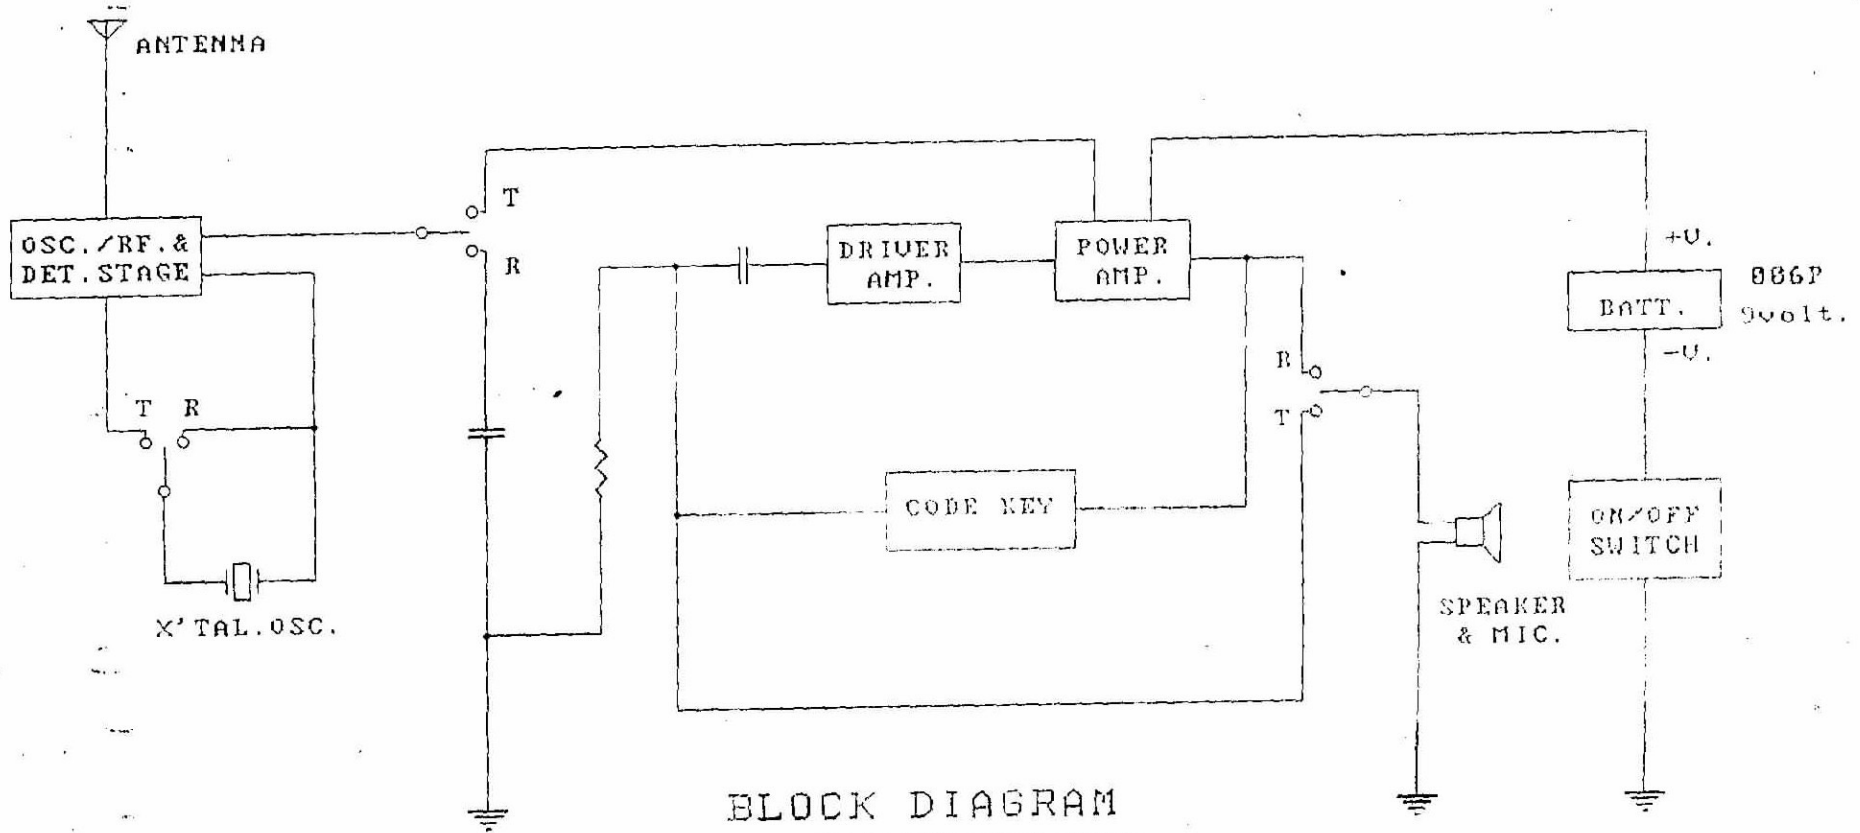 ANTENNA
T
OSC./RF.&
DET.STAGE
R
DRIVER
AMP.
POWER
AMP.
+V.
BATT.
006P
9volt.
-V.
R
T
T R
CODE KEY
ON/OFF
SWITCH
X'TAL.OSC.
SPEAKER
& MIC.
BLOCK DIAGRAM